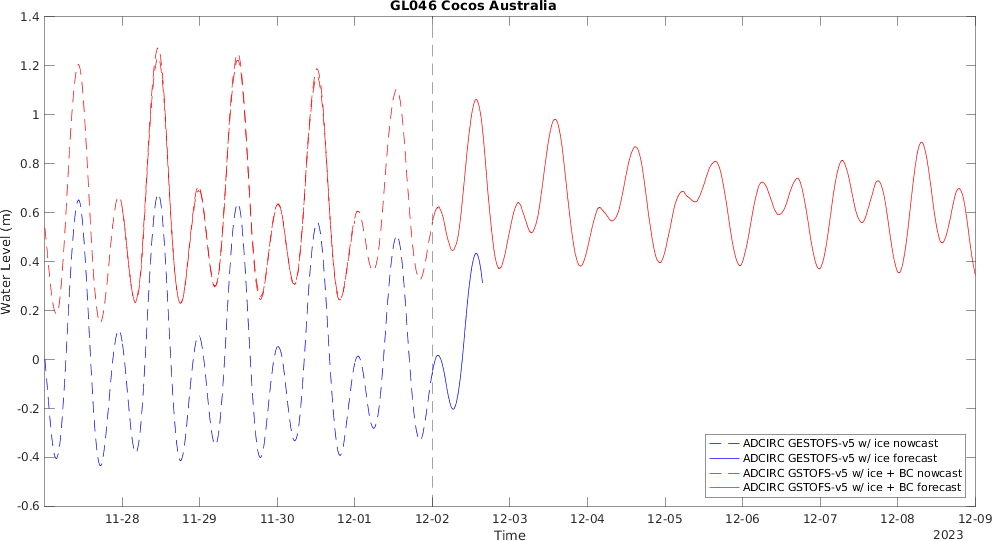 GL046 Cocos Australia
Water Level (m)
1.4
1.2
1
0.8
0.6
0.4
0.2
0
-0.2
-0.4
-0.6
ADCIRC GESTOFS-v5 w/ ice nowcast
ADCIRC GESTOFS-v5 w/ ice forecast
ADCIRC GSTOFS-v5 w/ ice + BC nowcast
ADCIRC GSTOFS-v5 w/ ice + BC forecast
11-28 11-29 11-30 12-01 12-02 12-03 12-04 12-05 12-06 12-07 12-08 12-09
Time
2023